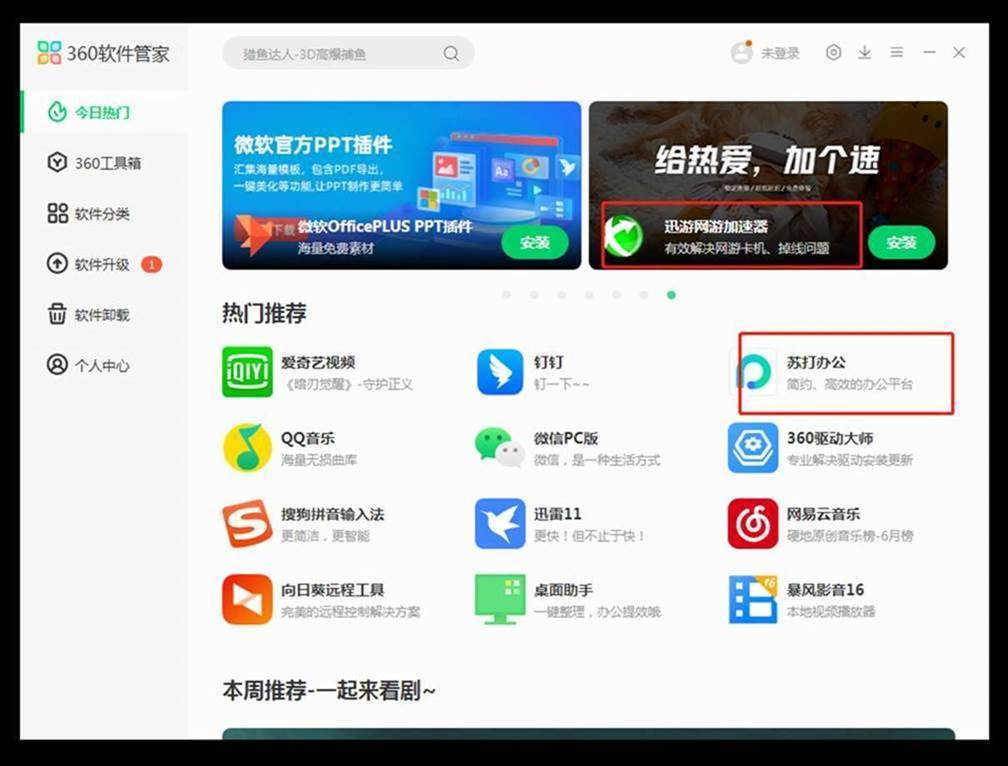 360软件管家
猎鱼达人-3D高爆捕鱼
未登录
今日热门
360工具箱
软件分类
软件升级 1
软件卸载
个人中心
微软官方PPT插件
汇集海量模板，包含PDF导出，
一键美化等功能，让PPT制作更简单
下载
微软OfficePLUS PPT插件
海量免费素材
安装
给热爱，加个速
迅游网游加速器
有效解决网游卡机、掉线问题
安装
热门推荐
iQIYI
爱奇艺视频
《暗刃觉醒》-守护正义
钉钉
钉一下~~
苏打办公
简约、高效的办公平台
QQ音乐
海量无损曲库
微信PC版
微信，是一种生活方式
360驱动大师
专业解决驱动安装更新
搜狗拼音输入法
更简洁，更智能
迅雷11
更快！但不止于快！
网易云音乐
硬地原创音乐榜-6月榜
向日葵远程工具
完美的远程控制解决方案
桌面助手
一键整理，办公提效哦
16
暴风影音16
本地视频播放器
本周推荐-一起来看剧~